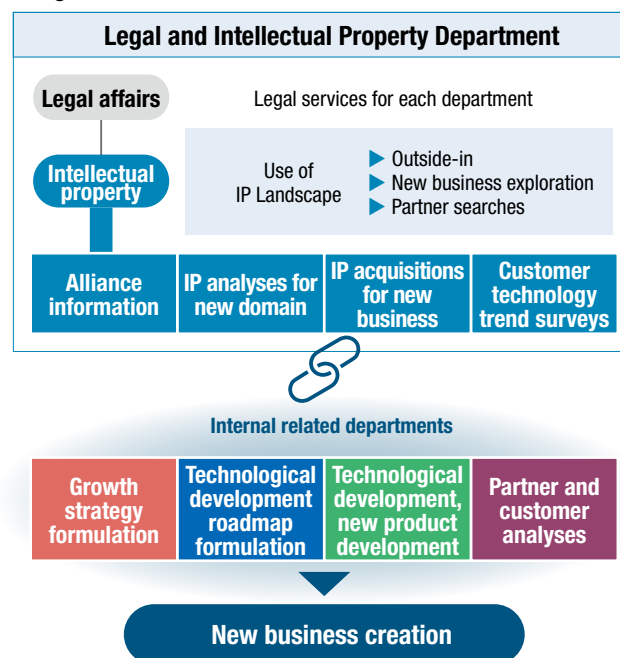 Legal and Intellectual Property Department
Legal affairs
Legal services for each department
Intellectual
property
Use of
IP Landscape
Outside-in
New business exploration
Partner searches
Alliance
information
IP analyses for
new domain
IP acquisitions
for new
business
Customer
technology
trend surveys
Internal related departments
Growth
strategy
formulation
Technological
development
roadmap
formulation
Technological
development,
new product
development
Partner and
customer
analyses
New business creation